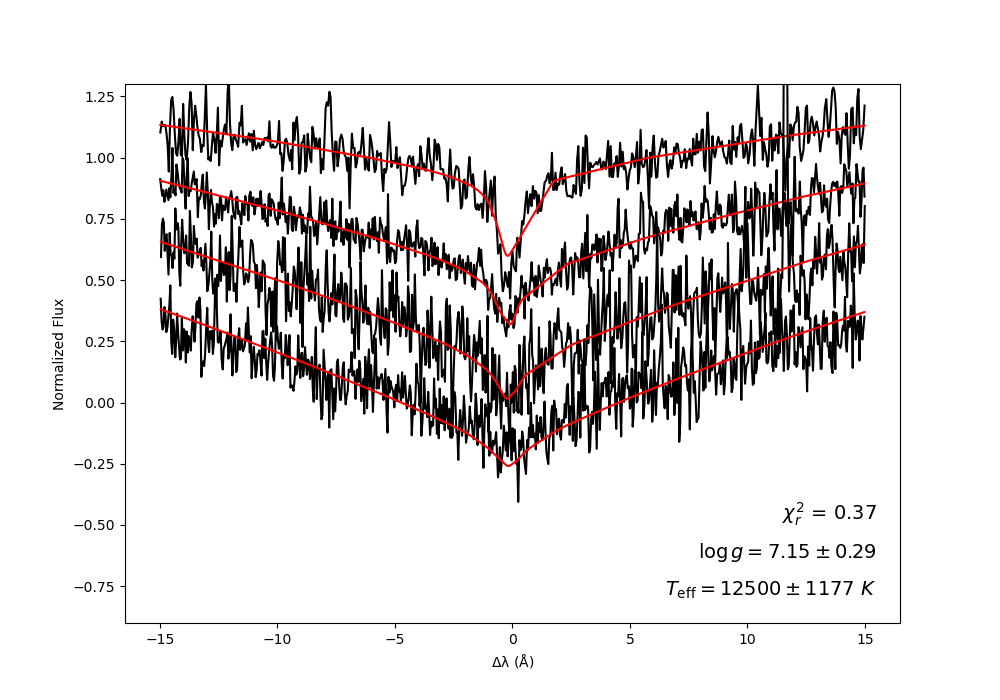 1.25
1.00
0.75
0.50
0.25
0.00
−0.25
−0.50
−0.75
Normalized Flux
χ²ᵣ = 0.37
log g = 7.15 ± 0.29
T_eff = 12500 ± 1177 K
−15 −10 −5 0 5 10 15
Δλ (Å)